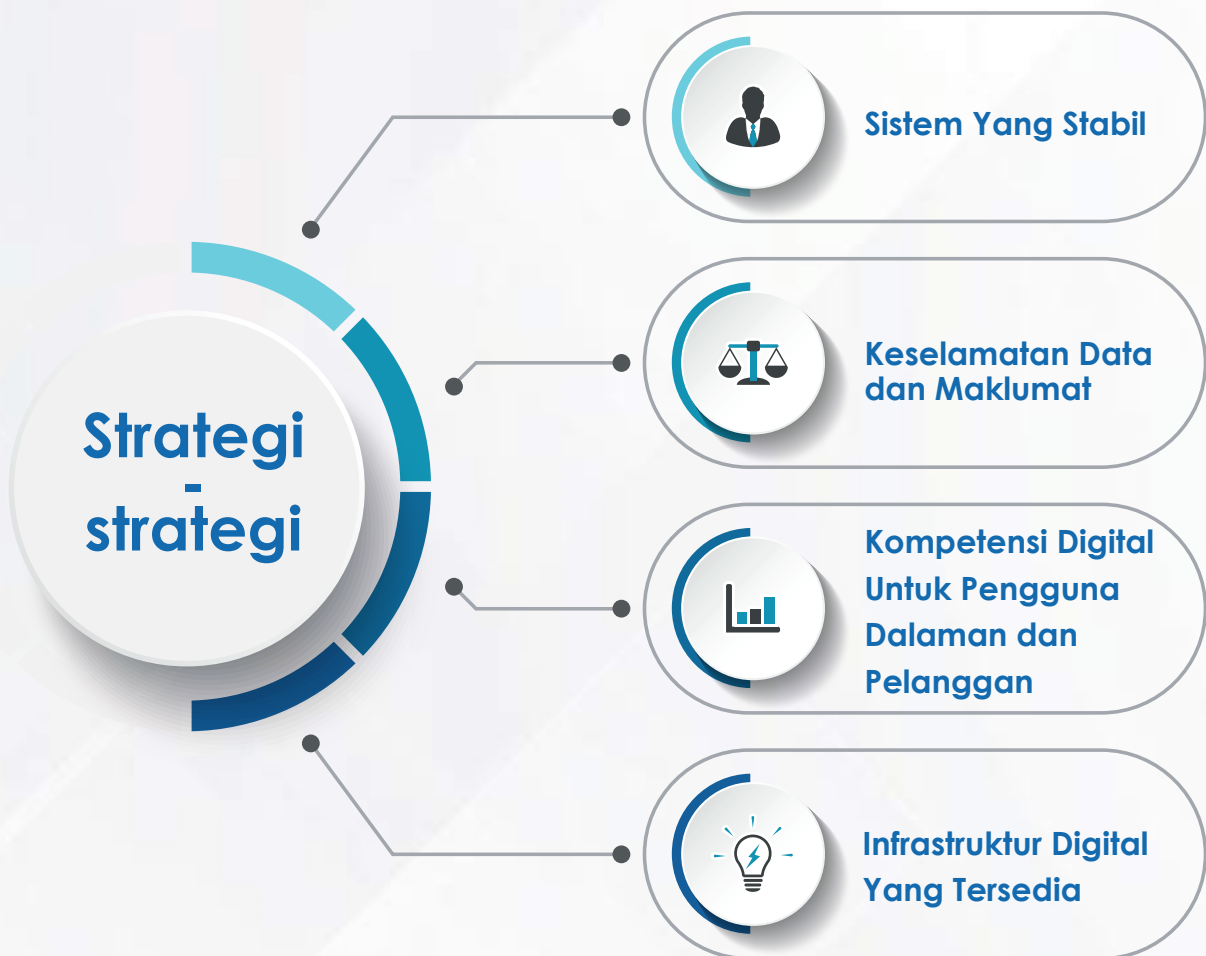 Strategi
-
strategi
Sistem Yang Stabil
Keselamatan Data
dan Maklumat
Kompetensi Digital
Untuk Pengguna
Dalaman dan
Pelanggan
Infrastruktur Digital
Yang Tersedia